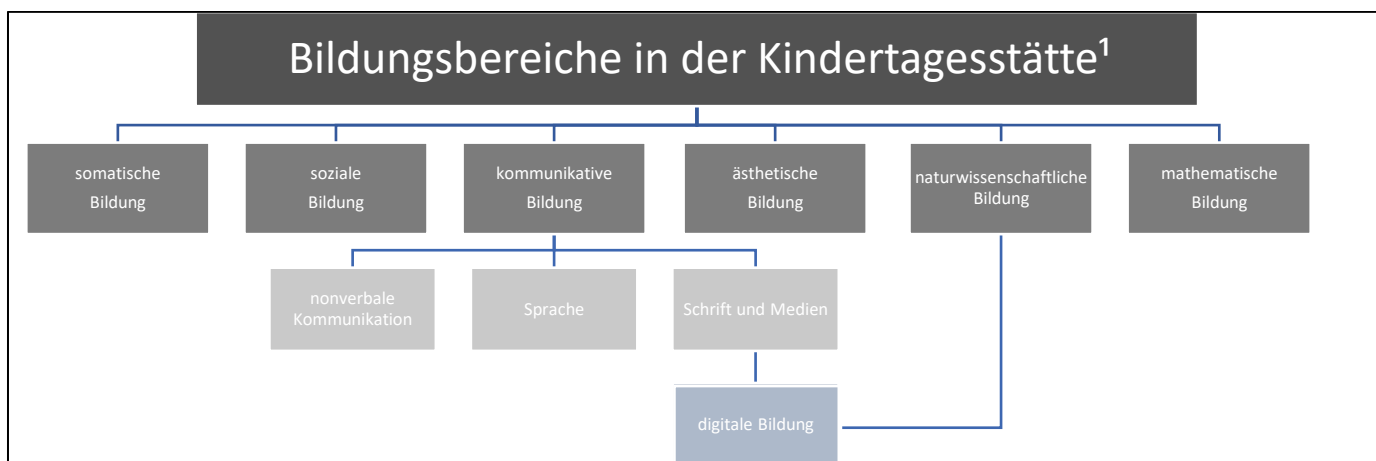 Bildungsbereiche in der Kindertagesstätte¹
somatische
Bildung
soziale
Bildung
kommunikative
Bildung
ästhetische
Bildung
naturwissenschaftliche
Bildung
mathematische
Bildung
nonverbale
Kommunikation
Sprache
Schrift und Medien
digitale Bildung